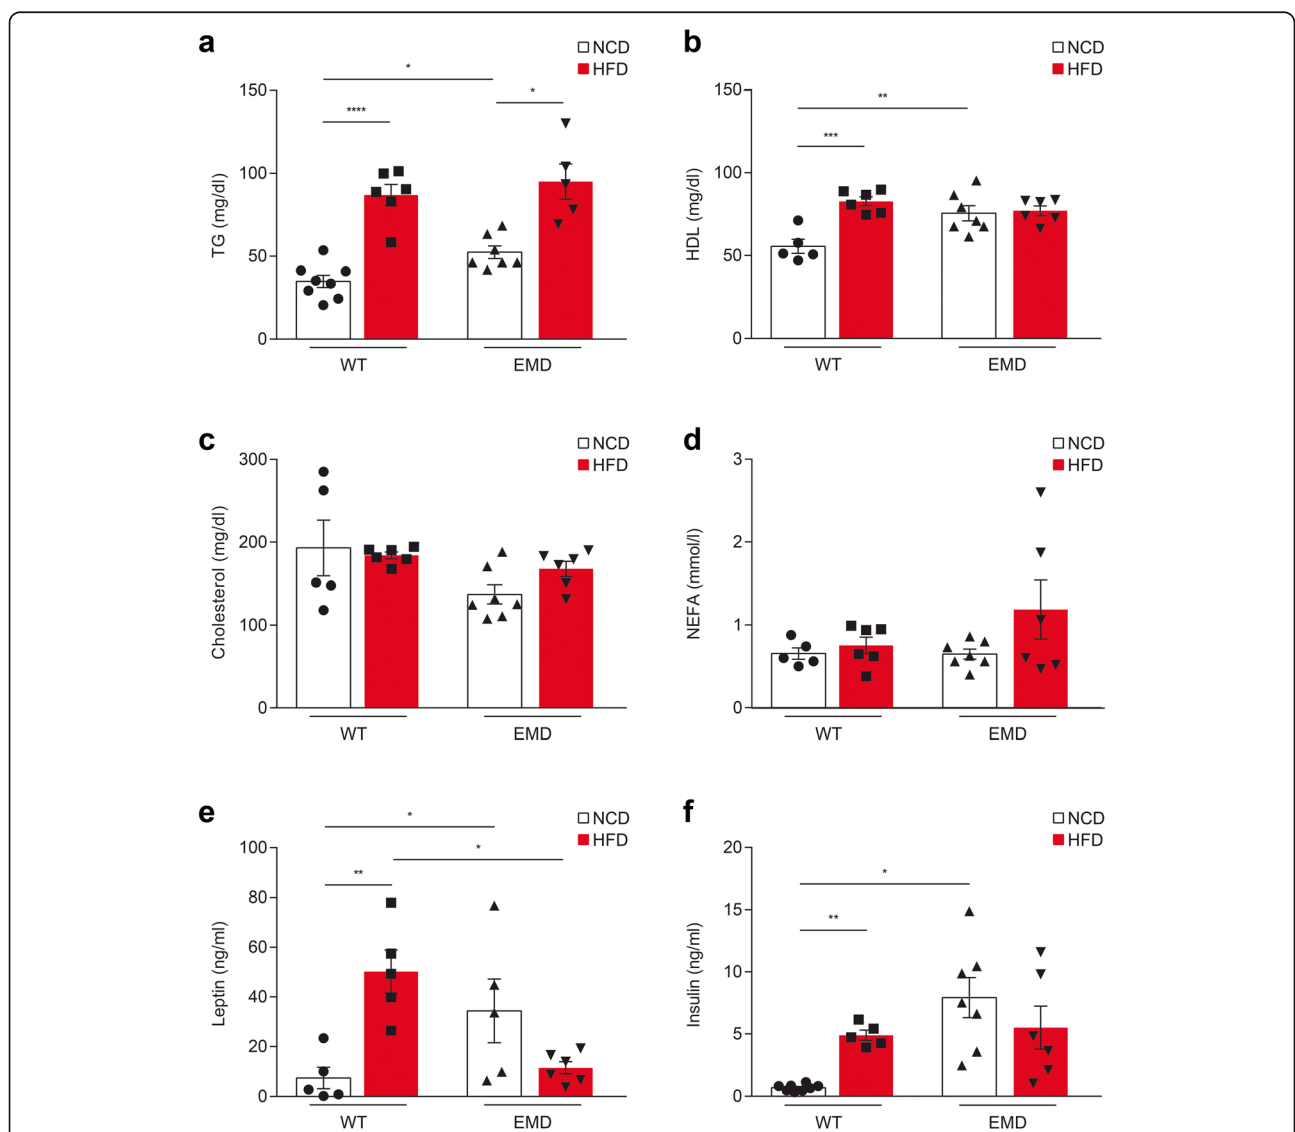 a
NCD
HFD
*
*
****
150
100
50
0
TG (mg/dl)
WT
EMD
b
NCD
HFD
**
***
150
100
50
0
HDL (mg/dl)
WT
EMD
c
NCD
HFD
300
200
100
0
Cholesterol (mg/dl)
WT
EMD
d
NCD
HFD
3
2
1
0
NEFA (mmol/l)
WT
EMD
e
NCD
HFD
*
*
**
100
80
60
40
20
0
Leptin (ng/ml)
WT
EMD
f
NCD
HFD
*
**
20
15
10
5
0
Insulin (ng/ml)
WT
EMD